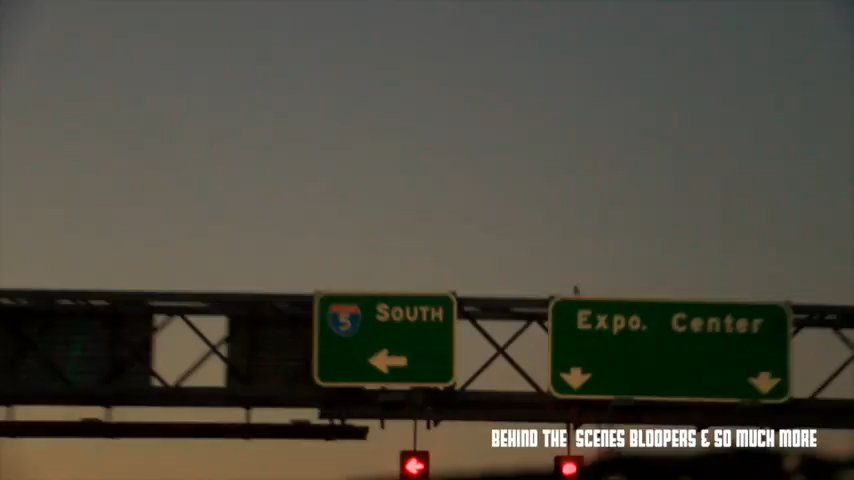 5 SOUTH
Expo. Center
BEHIND THE SCENES BLOOPERS & SO MUCH MORE